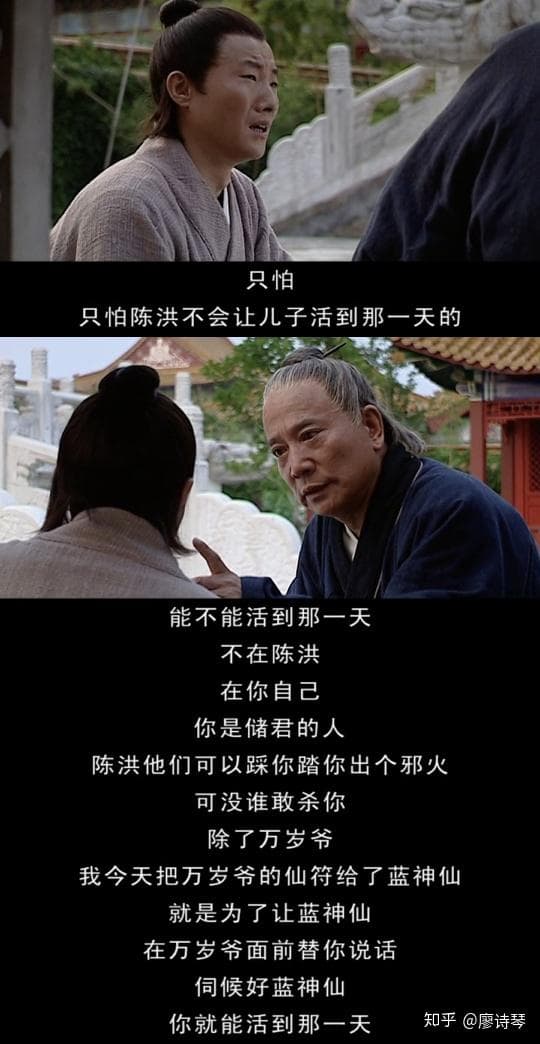 只怕
只怕陈洪不会让儿子活到那一天的
能不能活到那一天
不在陈洪
在你自己
你是储君的人
陈洪他们可以踩你踏你出个邪火
可没谁敢杀你
除了万岁爷
我今天把万岁爷的仙符给了蓝神仙
就是为了让蓝神仙
在万岁爷面前替你说话
伺候好蓝神仙
你就能活到那一天
知乎 @廖诗琴